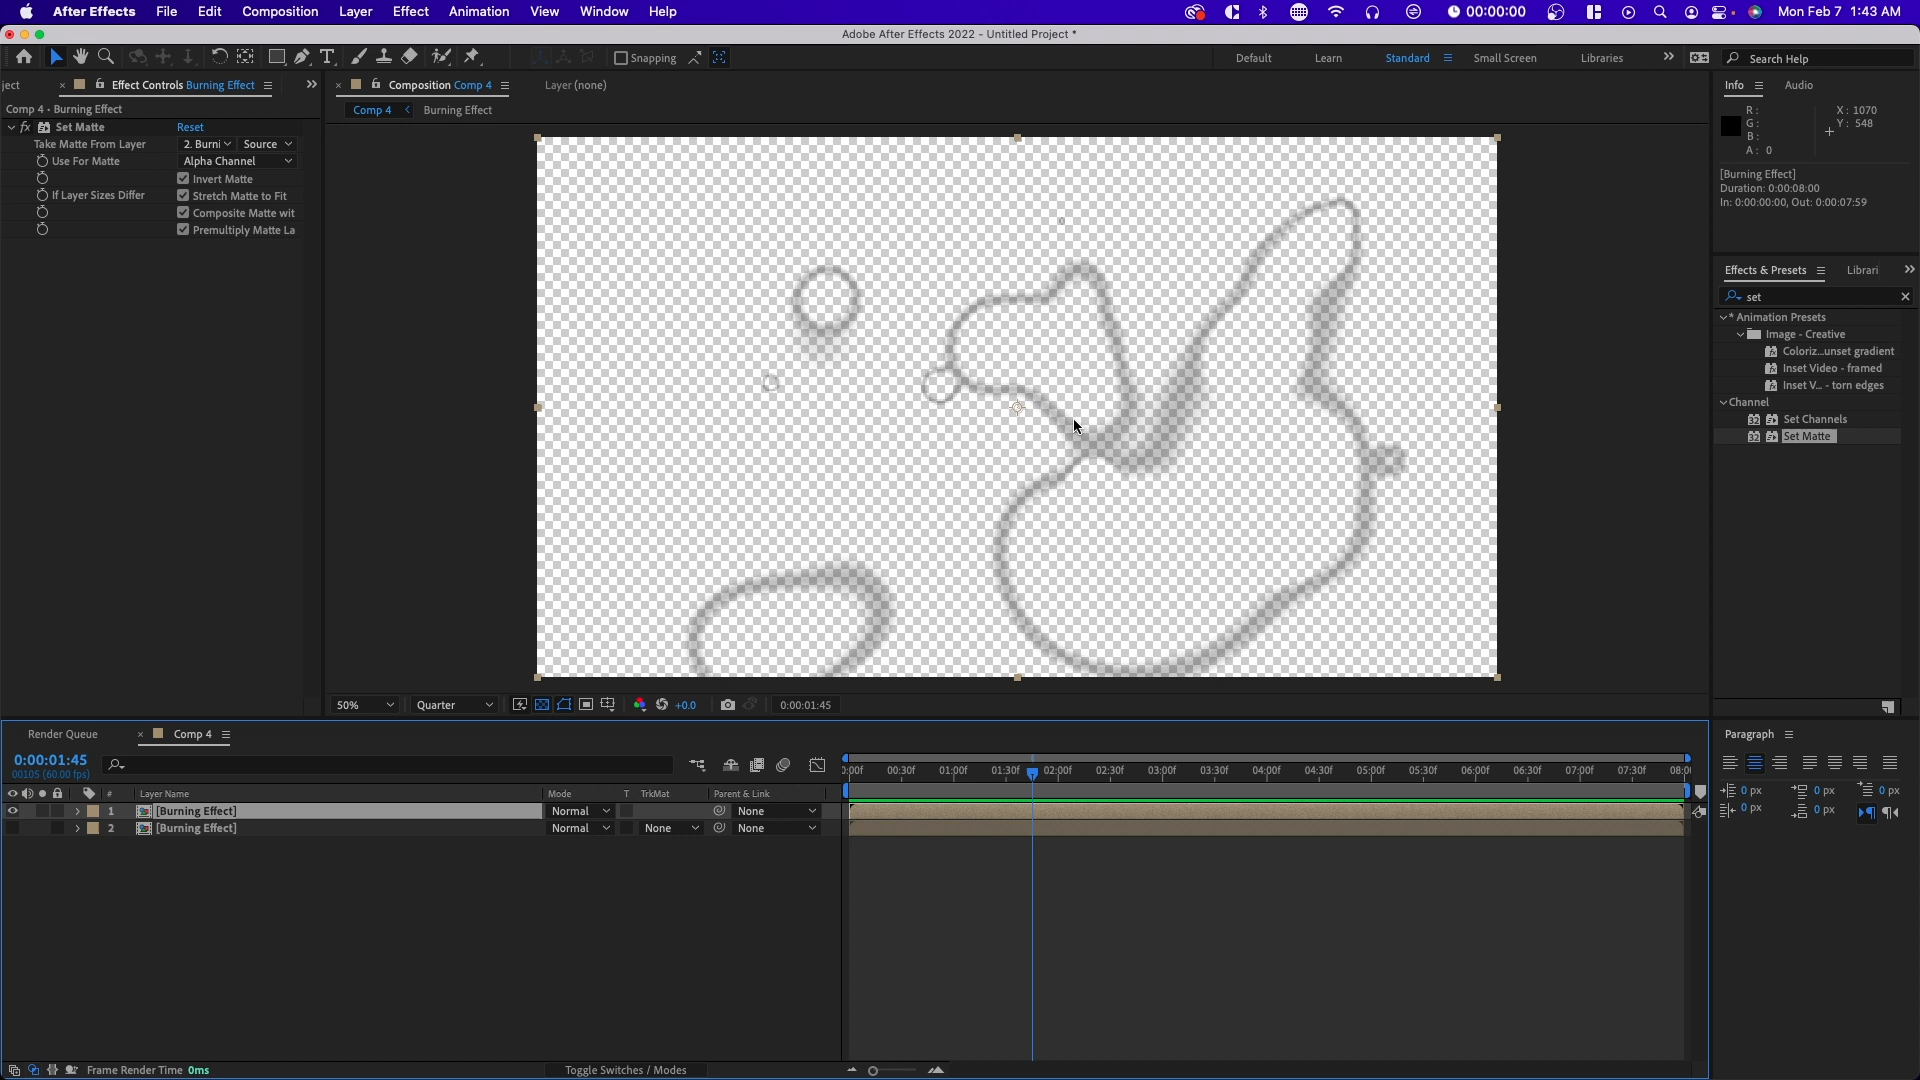 After Effects File Edit Composition Layer Effect Animation View Window Help 00:00:00 Mon Feb 7 1:43 AM
Adobe After Effects 2022 - Untitled Project *
T Snapping Default Learn Standard Small Screen Libraries Search Help
ject Effect Controls Burning Effect Composition Comp 4 Layer (none) Info Audio
Comp 4 • Burning Effect Comp 4 Burning Effect
fx Set Matte Reset
Take Matte From Layer 2. Burni Source
Use For Matte Alpha Channel
Invert Matte
If Layer Sizes Differ Stretch Matte to Fit
Composite Matte wit
Premultiply Matte La
R: X: 1070
G: Y: 548
B:
A: 0
[Burning Effect]
Duration: 0:00:08:00
In: 0:00:00:00, Out: 0:00:07:59
Effects & Presets Librari
set
* Animation Presets
Image - Creative
Coloriz...unset gradient
Inset Video - framed
Inset V... - torn edges
Channel
32 Set Channels
32 Set Matte
50% Quarter +0.0 0:00:01:45
Render Queue Comp 4
0:00:01:45
00105 (60.00 fps)
# Layer Name Mode T TrkMat Parent & Link
1 [Burning Effect] Normal None
2 [Burning Effect] Normal None None
):00f 00:30f 01:00f 01:30f 02:00f 02:30f 03:00f 03:30f 04:00f 04:30f 05:00f 05:30f 06:00f 06:30f 07:00f 07:30f 08:0
Paragraph
0 px 0 px 0 px
0 px 0 px
Frame Render Time 0ms Toggle Switches / Modes